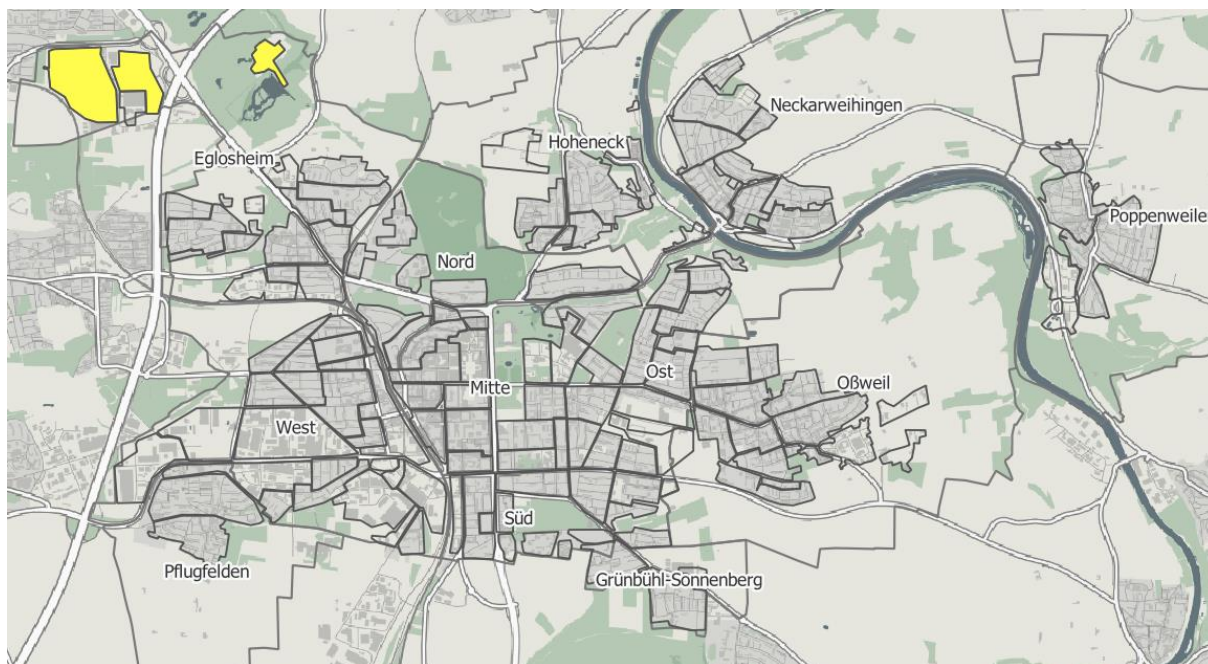 Neckarweihingen
Hoheneck
Eglosheim
Poppenweile
Nord
Ost
Oßweil
Mitte
West
Süd
Pflugfelden
Grünbühl-Sonnenberg